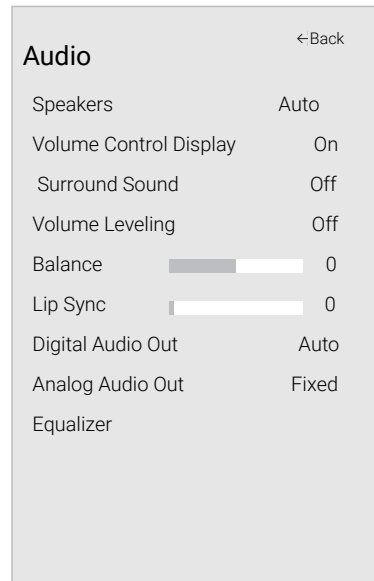 ←Back
Audio
Speakers Auto
Volume Control Display On
Surround Sound Off
Volume Leveling Off
Balance 0
Lip Sync 0
Digital Audio Out Auto
Analog Audio Out Fixed
Equalizer